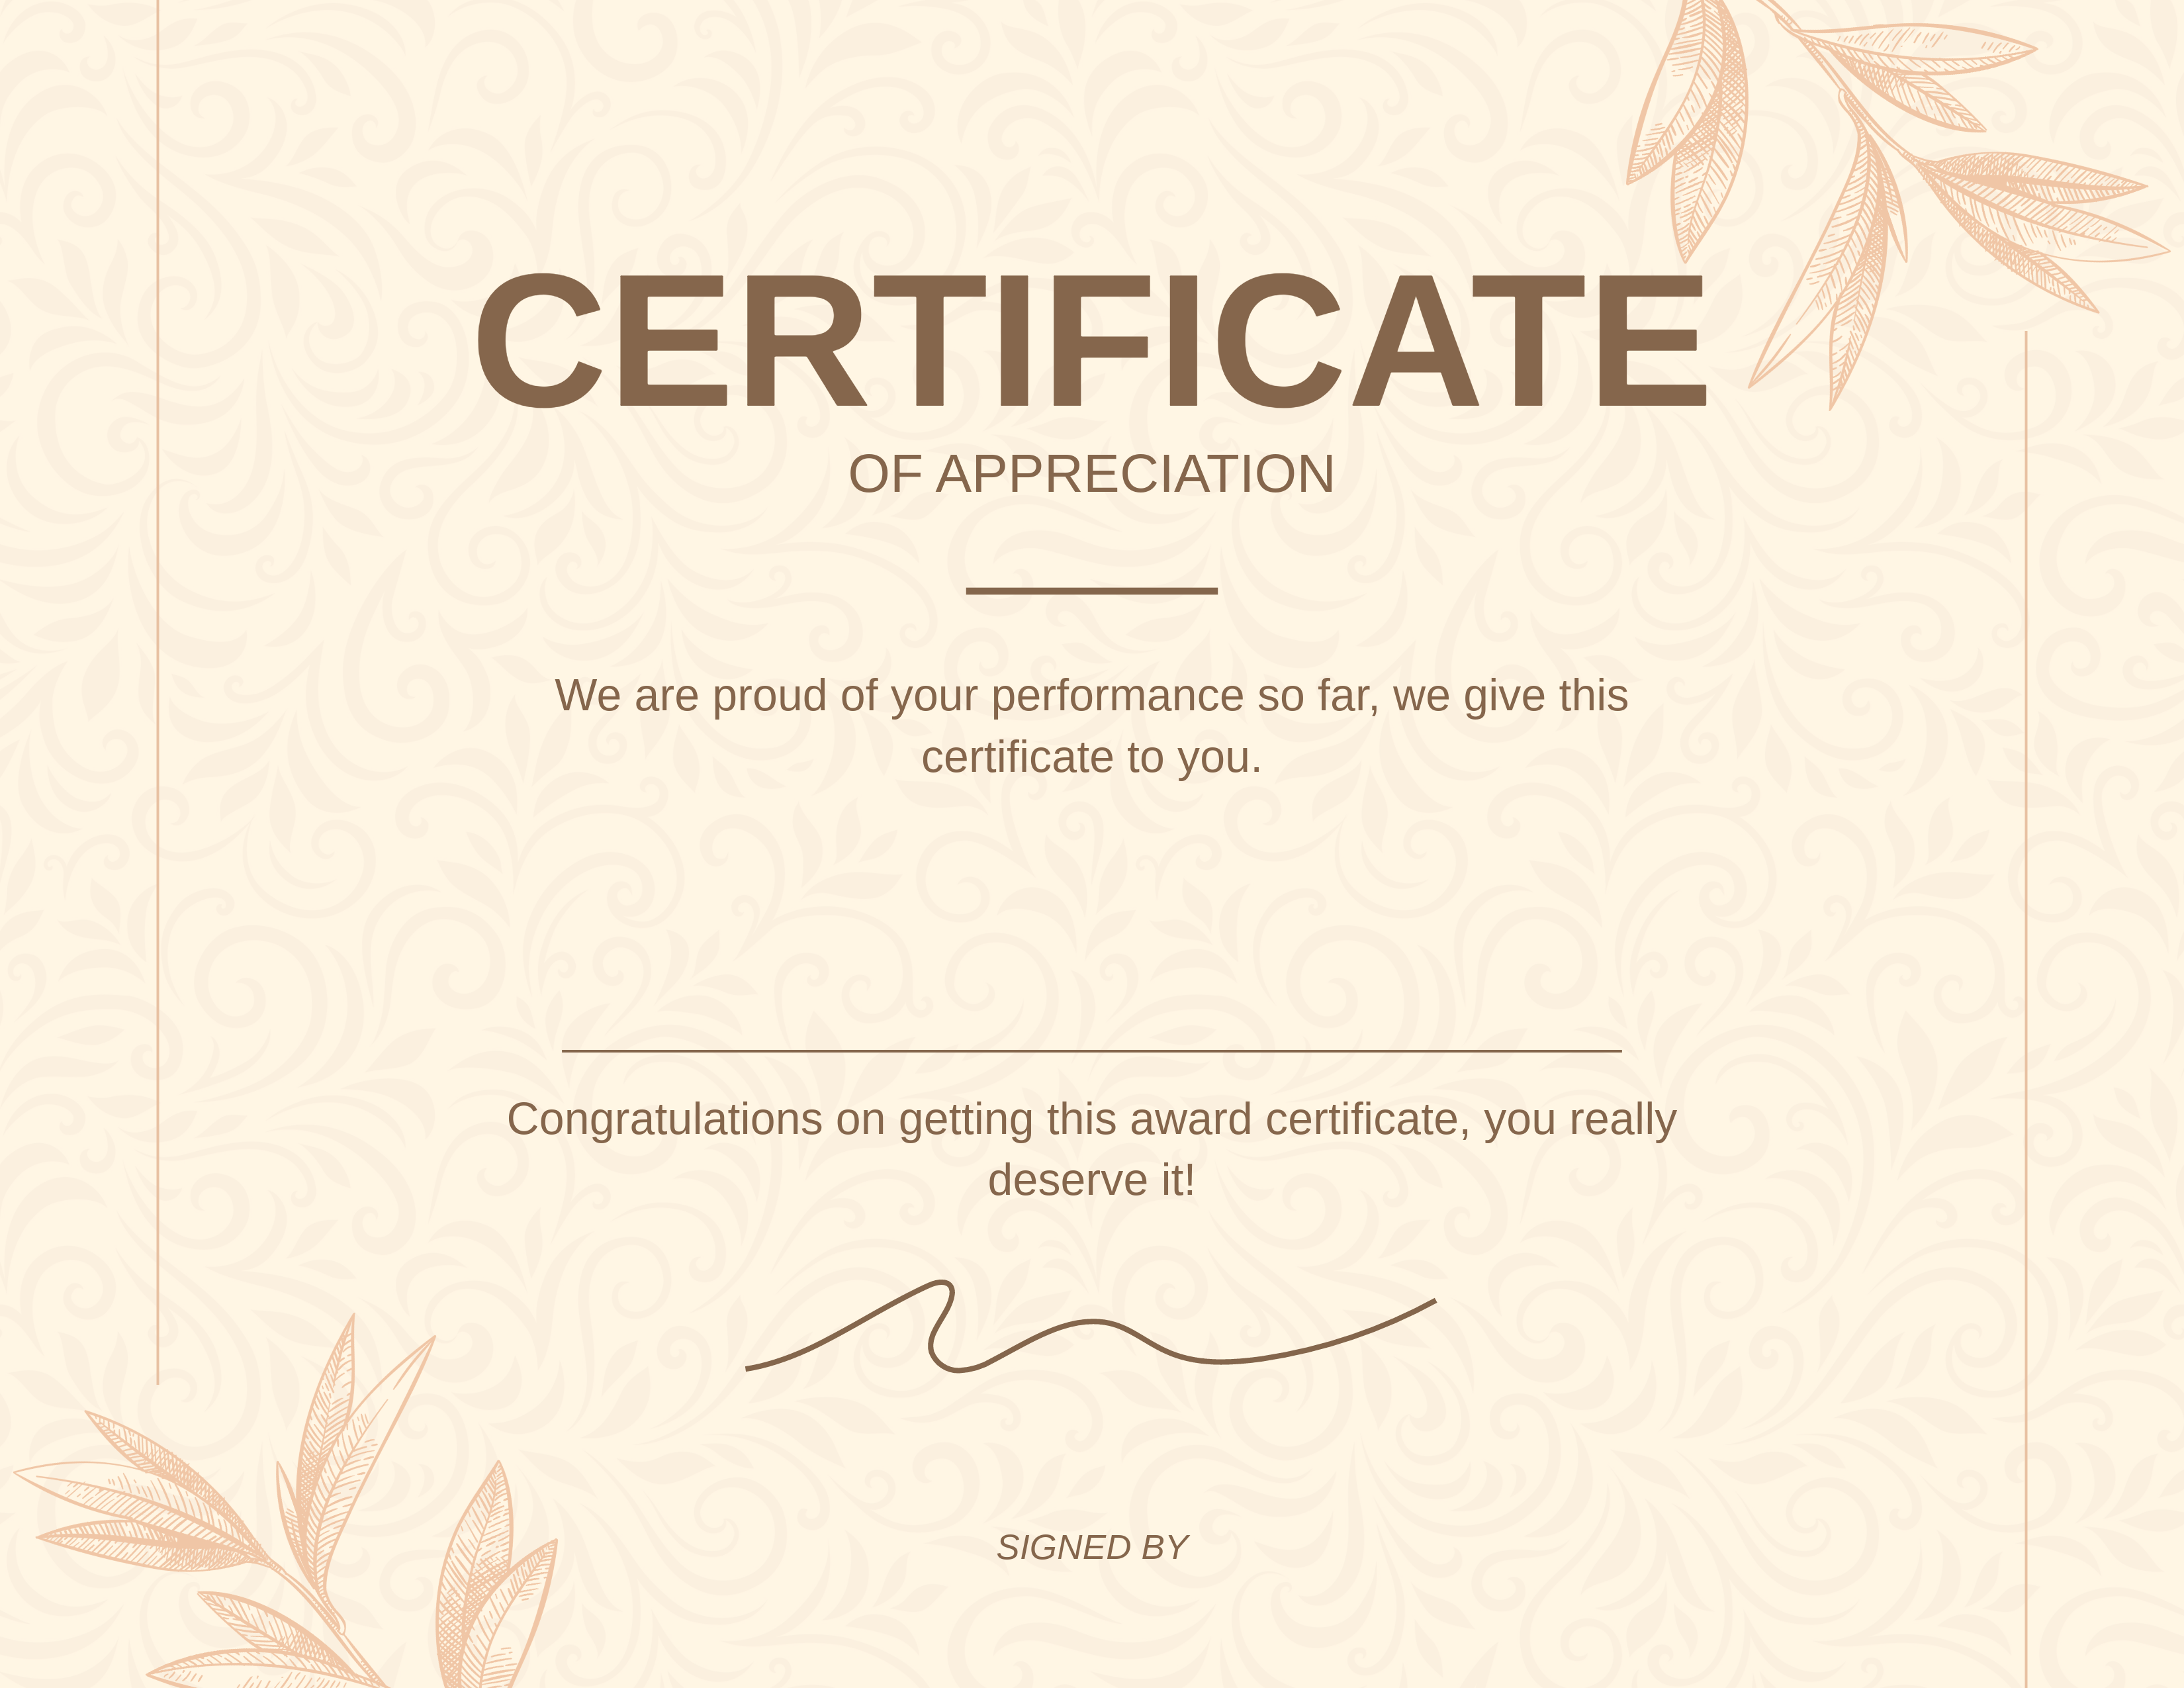 CERTIFICATE
OF APPRECIATION
We are proud of your performance so far, we give this
certificate to you.
Congratulations on getting this award certificate, you really
deserve it!
SIGNED BY